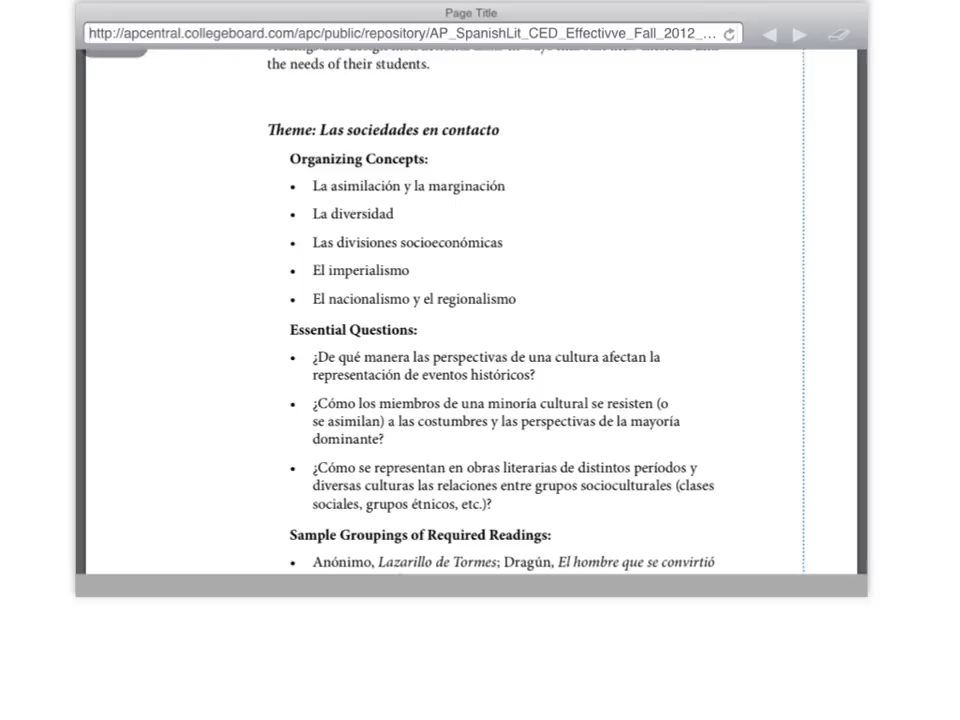 Page Title
http://apcentral.collegeboard.com/apc/public/repository/AP_SpanishLit_CED_Effectivve_Fall_2012_...
the needs of their students.
Theme: Las sociedades en contacto
Organizing Concepts:
• La asimilación y la marginación
• La diversidad
• Las divisiones socioeconómicas
• El imperialismo
• El nacionalismo y el regionalismo
Essential Questions:
• ¿De qué manera las perspectivas de una cultura afectan la
representación de eventos históricos?
• ¿Cómo los miembros de una minoría cultural se resisten (o
se asimilan) a las costumbres y las perspectivas de la mayoría
dominante?
• ¿Cómo se representan en obras literarias de distintos períodos y
diversas culturas las relaciones entre grupos socioculturales (clases
sociales, grupos étnicos, etc.)?
Sample Groupings of Required Readings:
• Anónimo, Lazarillo de Tormes; Dragún, El hombre que se convirtió